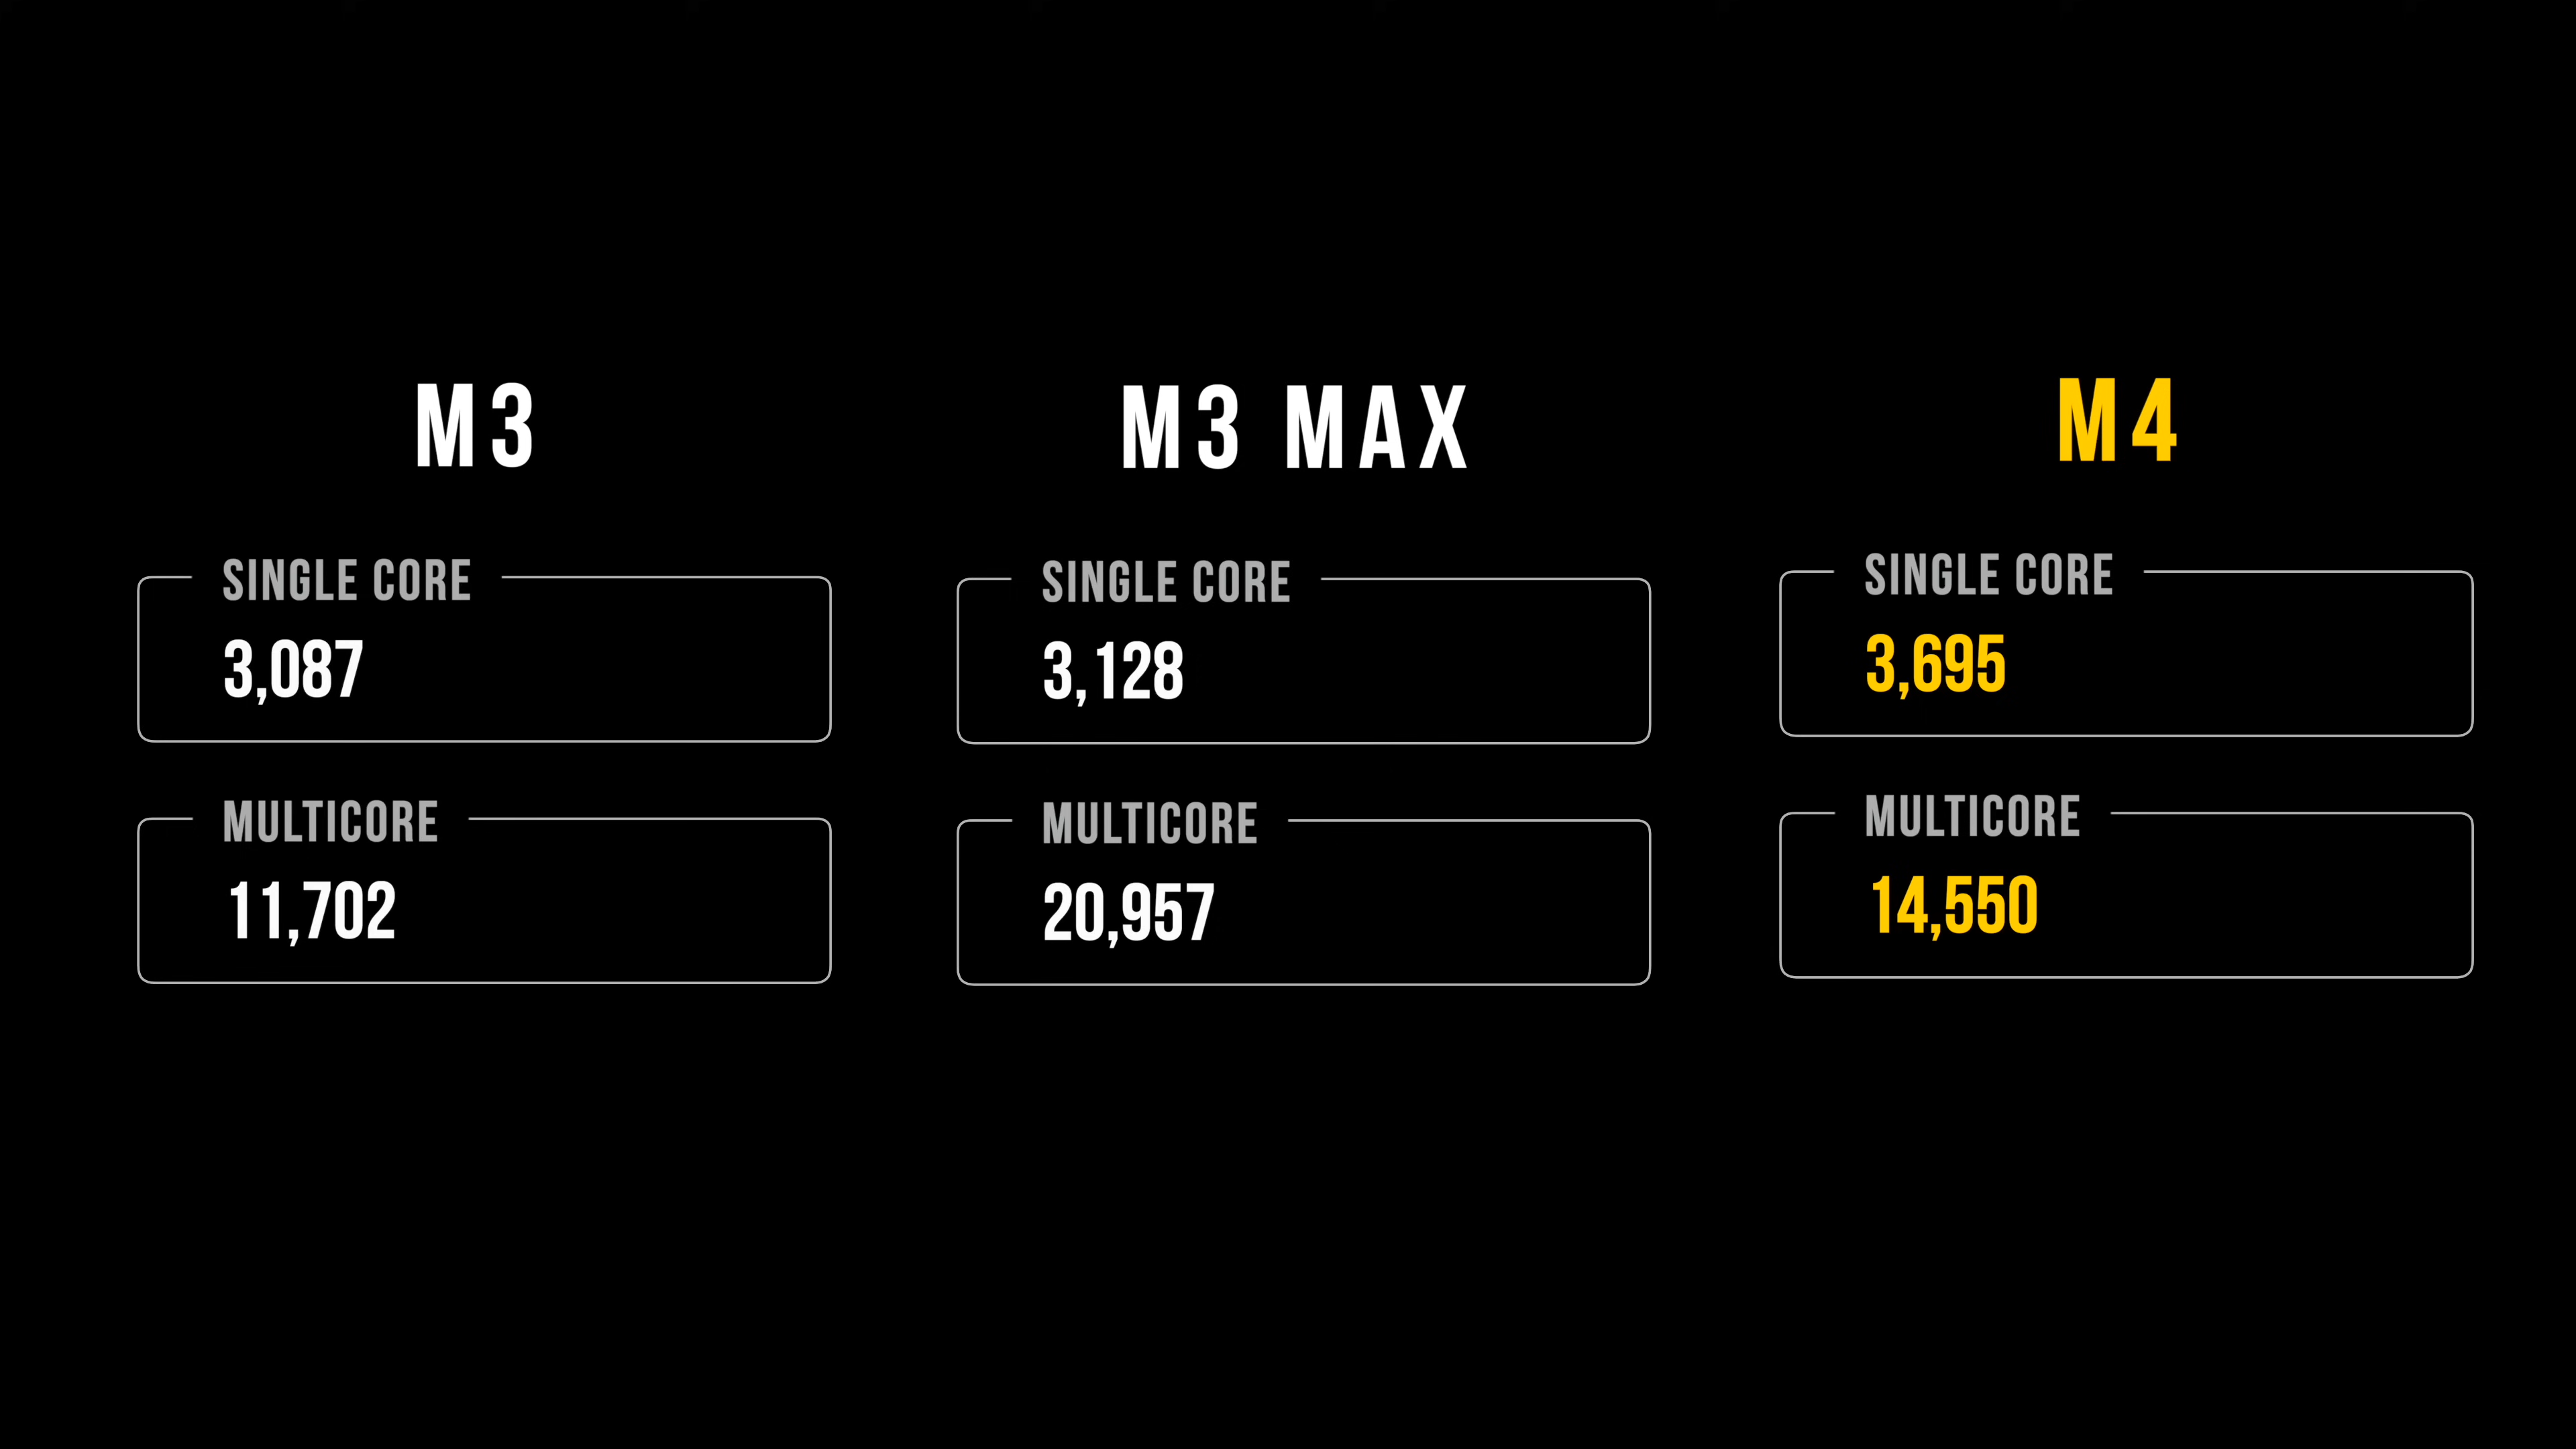 M3
SINGLE CORE
3,087
MULTICORE
11,702
M3 MAX
SINGLE CORE
3,128
MULTICORE
20,957
M4
SINGLE CORE
3,695
MULTICORE
14,550